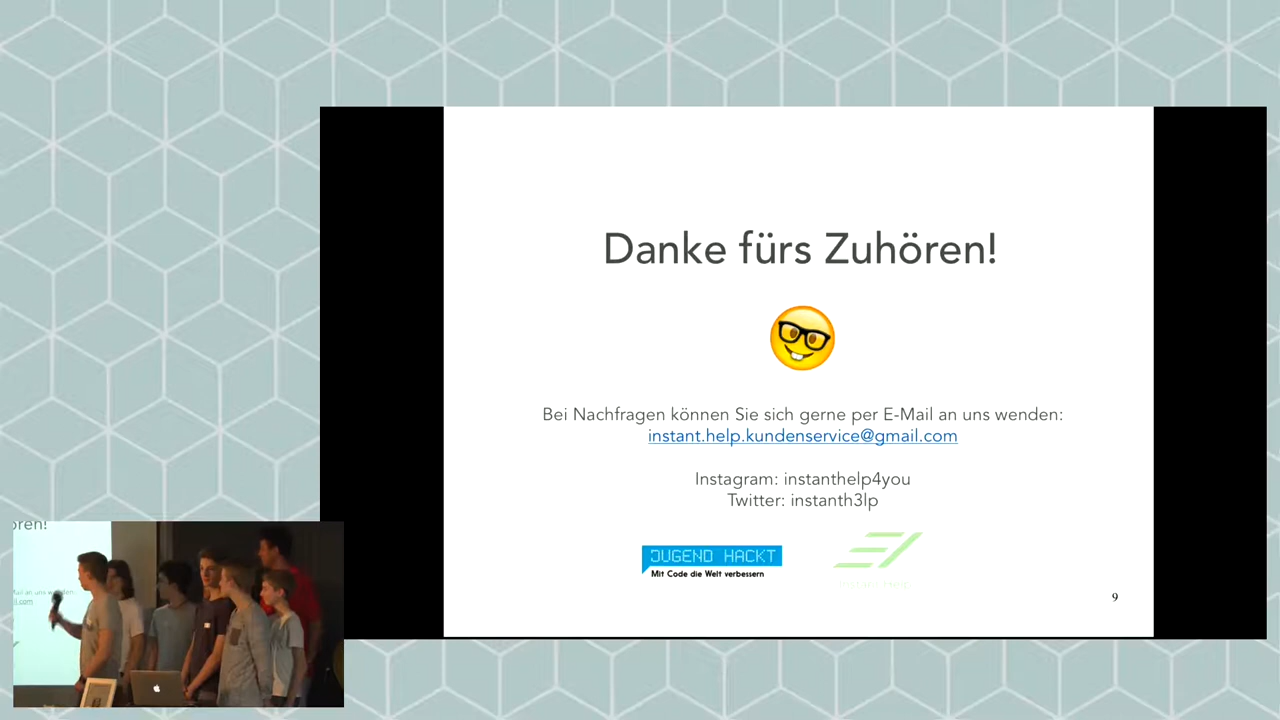 Danke fürs Zuhören!
Bei Nachfragen können Sie sich gerne per E-Mail an uns wenden:
instant.help.kundenservice@gmail.com
Instagram: instanthelp4you
Twitter: instanth3lp
JUGEND HACKT
Mit Code die Welt verbessern
9
ören!